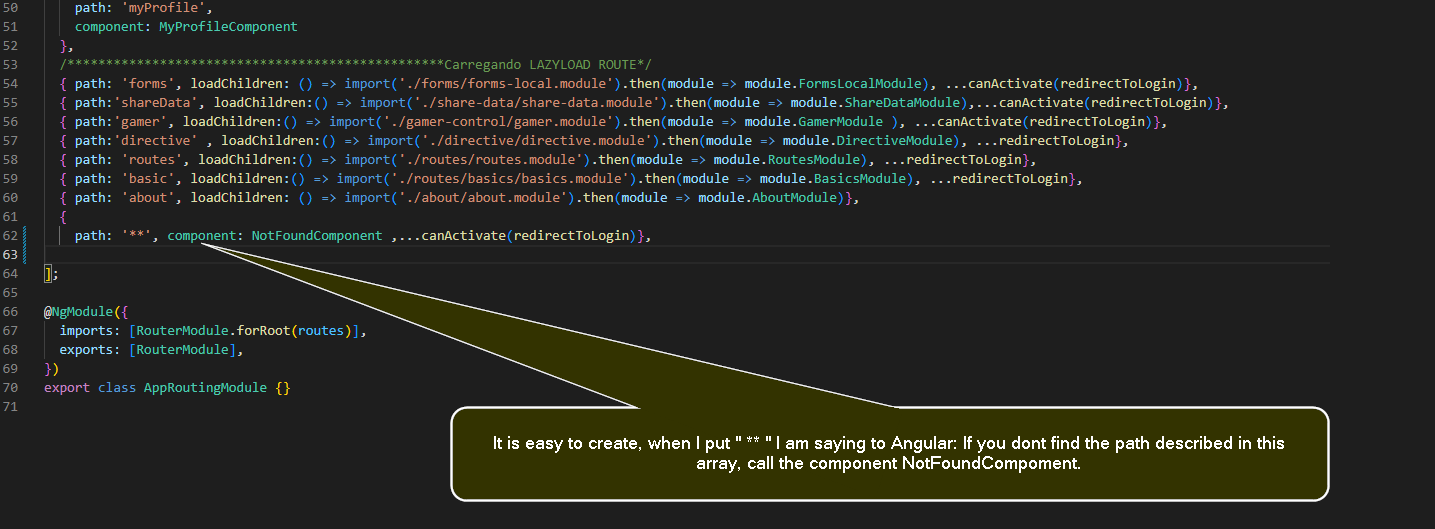 50 path: 'myProfile',
51 component: MyProfileComponent
52 },
53 /*************************************************Carregando LAZYLOAD ROUTE*/
54 { path: 'forms', loadChildren: () => import('./forms/forms-local.module').then(module => module.FormsLocalModule), ...canActivate(redirectToLogin)},
55 { path:'shareData', loadChildren:() => import('./share-data/share-data.module').then(module => module.ShareDataModule),...canActivate(redirectToLogin)},
56 { path:'gamer', loadChildren:() => import('./gamer-control/gamer.module').then(module => module.GamerModule ), ...canActivate(redirectToLogin)},
57 { path:'directive' , loadChildren:() => import('./directive/directive.module').then(module => module.DirectiveModule), ...redirectToLogin},
58 { path: 'routes', loadChildren:() => import('./routes/routes.module').then(module => module.RoutesModule), ...redirectToLogin},
59 { path: 'basic', loadChildren:() => import('./routes/basics/basics.module').then(module => module.BasicsModule), ...redirectToLogin},
60 { path: 'about', loadChildren: () => import('./about/about.module').then(module => module.AboutModule)},
61 {
62 path: '**', component: NotFoundComponent ,...canActivate(redirectToLogin)},
63
64 ];
65
66 @NgModule({
67 imports: [RouterModule.forRoot(routes)],
68 exports: [RouterModule],
69 })
70 export class AppRoutingModule {}
71
It is easy to create, when I put " ** " I am saying to Angular: If you dont find the path described in this
array, call the component NotFoundCompoment.